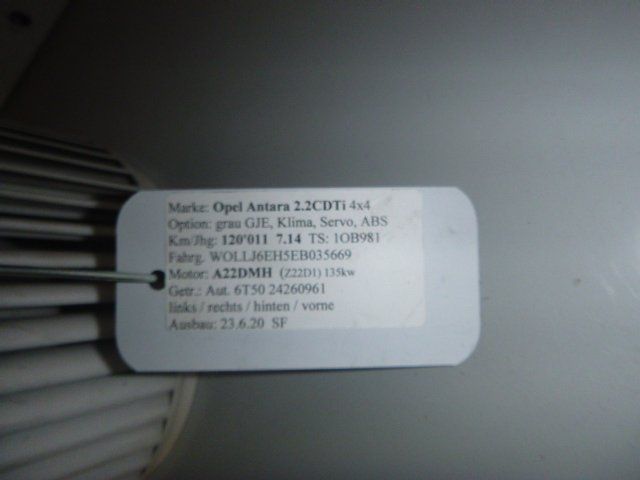 Marke: Opel Antara 2.2CDTi 4x4
Option: grau GJE, Klima, Servo, ABS
Km/Jhg: 120'011 7.14 TS: 1OB981
Fahrg. WOLLJ6EH5EB035669
Motor: A22DMH (Z22D1) 135kw
Getr.: Aut. 6T50 24260961
links / rechts / hinten / vorne
Ausbau: 23.6.20 SF